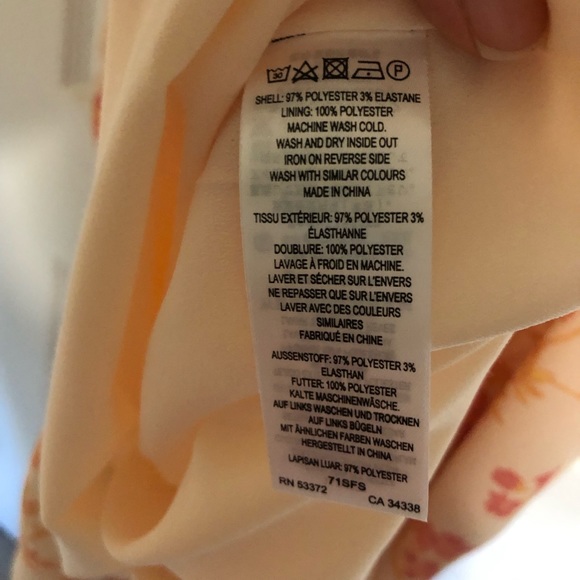 30 P
SHELL: 97% POLYESTER 3% ELASTANE
LINING: 100% POLYESTER
MACHINE WASH COLD.
WASH AND DRY INSIDE OUT
IRON ON REVERSE SIDE
WASH WITH SIMILAR COLOURS
MADE IN CHINA
TISSU EXTÉRIEUR: 97% POLYESTER 3%
ÉLASTHANNE
DOUBLURE: 100% POLYESTER
LAVAGE À FROID EN MACHINE.
LAVER ET SÉCHER SUR L'ENVERS
NE REPASSER QUE SUR L'ENVERS
LAVER AVEC DES COULEURS
SIMILAIRES
FABRIQUÉ EN CHINE
AUSSENSTOFF: 97% POLYESTER 3%
ELASTHAN
FUTTER: 100% POLYESTER
KALTE MASCHINENWÄSCHE.
AUF LINKS WASCHEN UND TROCKNEN
AUF LINKS BÜGELN
MIT ÄHNLICHEN FARBEN WASCHEN
HERGESTELLT IN CHINA
LAPISAN LUAR: 97% POLYESTER
71SFS
RN 53372 CA 34338